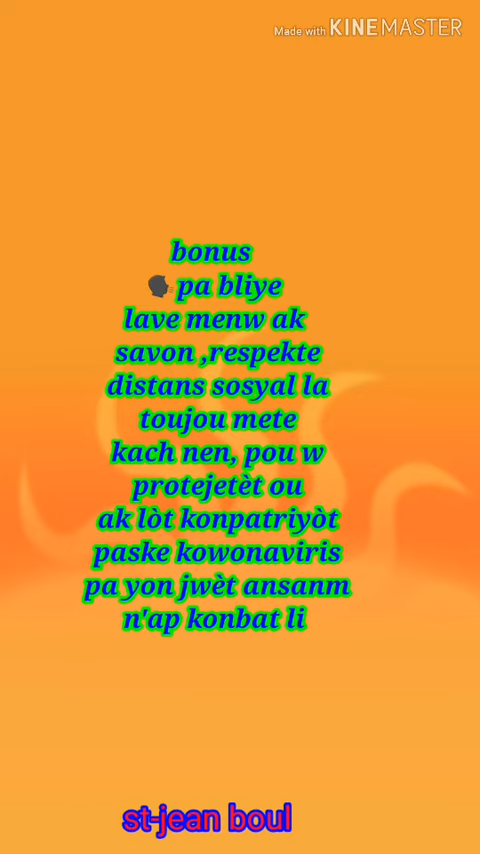 Made with KINEMASTER
bonus
🗣pa bliye
lave menw ak
savon ,respekte
distans sosyal la
toujou mete
kach nen, pou w
protejetèt ou
ak lòt konpatriyòt
paske kowonaviris
pa yon jwèt ansanm
n'ap konbat li
st-jean boul